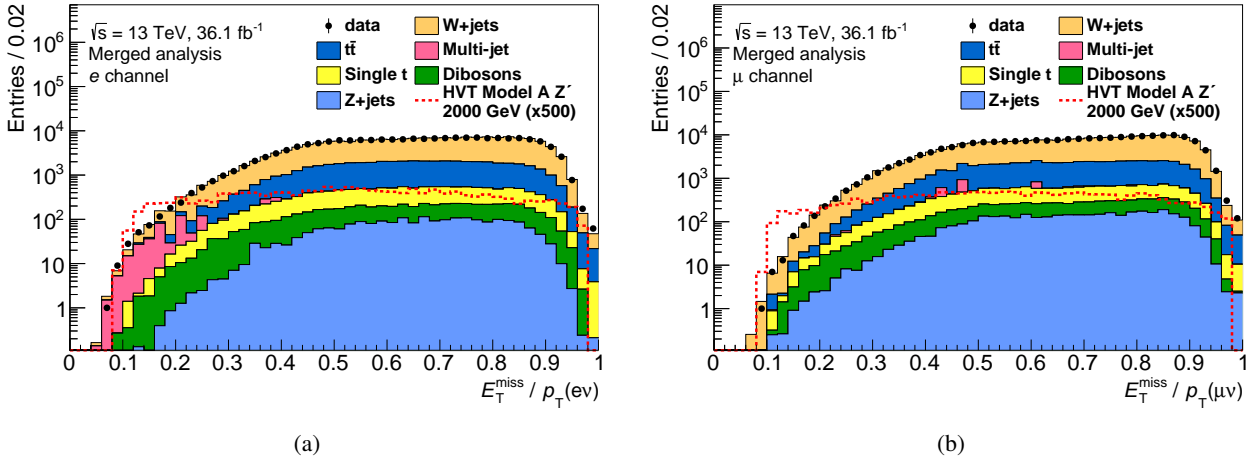 √s = 13 TeV, 36.1 fb⁻¹
Merged analysis
e channel
data
tt̄
Single t
W+jets
Multi-jet
Dibosons
Z+jets
HVT Model A Z′
2000 GeV (x500)
Entries / 0.02
10⁶
10⁵
10⁴
10³
10²
10
1
0 0.1 0.2 0.3 0.4 0.5 0.6 0.7 0.8 0.9 1
E_T^miss / p_T(eν)
(a)
√s = 13 TeV, 36.1 fb⁻¹
Merged analysis
μ channel
data
tt̄
Single t
W+jets
Multi-jet
Dibosons
Z+jets
HVT Model A Z′
2000 GeV (x500)
Entries / 0.02
10⁶
10⁵
10⁴
10³
10²
10
1
0 0.1 0.2 0.3 0.4 0.5 0.6 0.7 0.8 0.9 1
E_T^miss / p_T(μν)
(b)